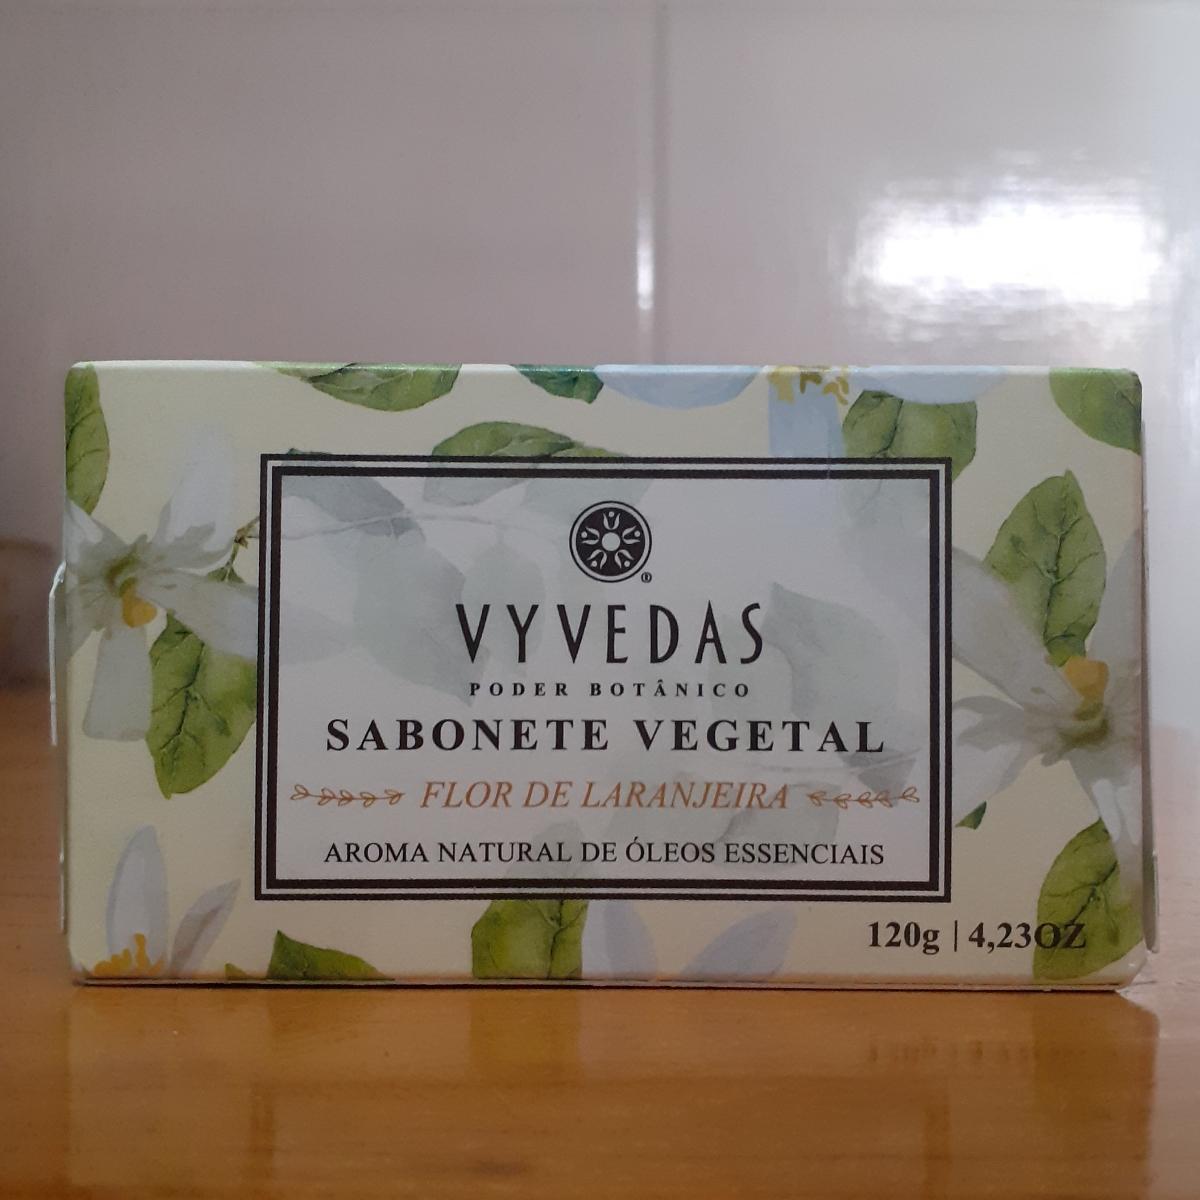 VYVEDAS
PODER BOTÂNICO
SABONETE VEGETAL
FLOR DE LARANJEIRA
AROMA NATURAL DE ÓLEOS ESSENCIAIS
120g | 4,23OZ